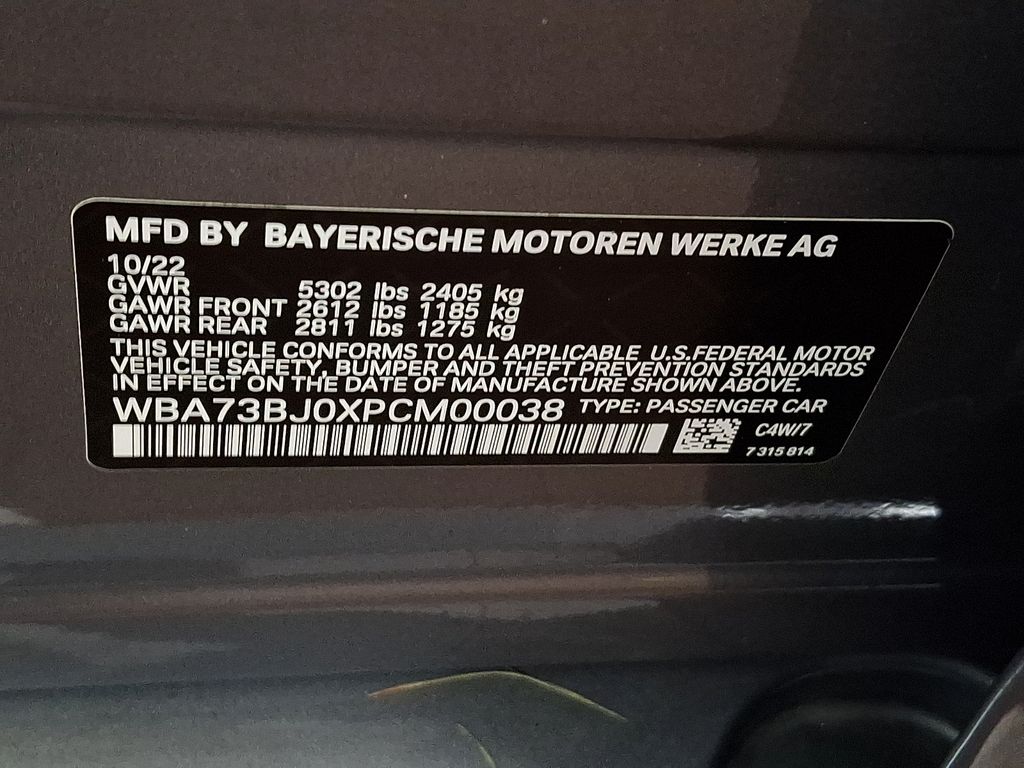 MFD BY BAYERISCHE MOTOREN WERKE AG
10/22
GVWR 5302 lbs 2405 kg
GAWR FRONT 2612 lbs 1185 kg
GAWR REAR 2811 lbs 1275 kg
THIS VEHICLE CONFORMS TO ALL APPLICABLE U.S.FEDERAL MOTOR
VEHICLE SAFETY, BUMPER AND THEFT PREVENTION STANDARDS
IN EFFECT ON THE DATE OF MANUFACTURE SHOWN ABOVE.
WBA73BJ0XPCM00038 TYPE: PASSENGER CAR
C4W/7
7 315 814